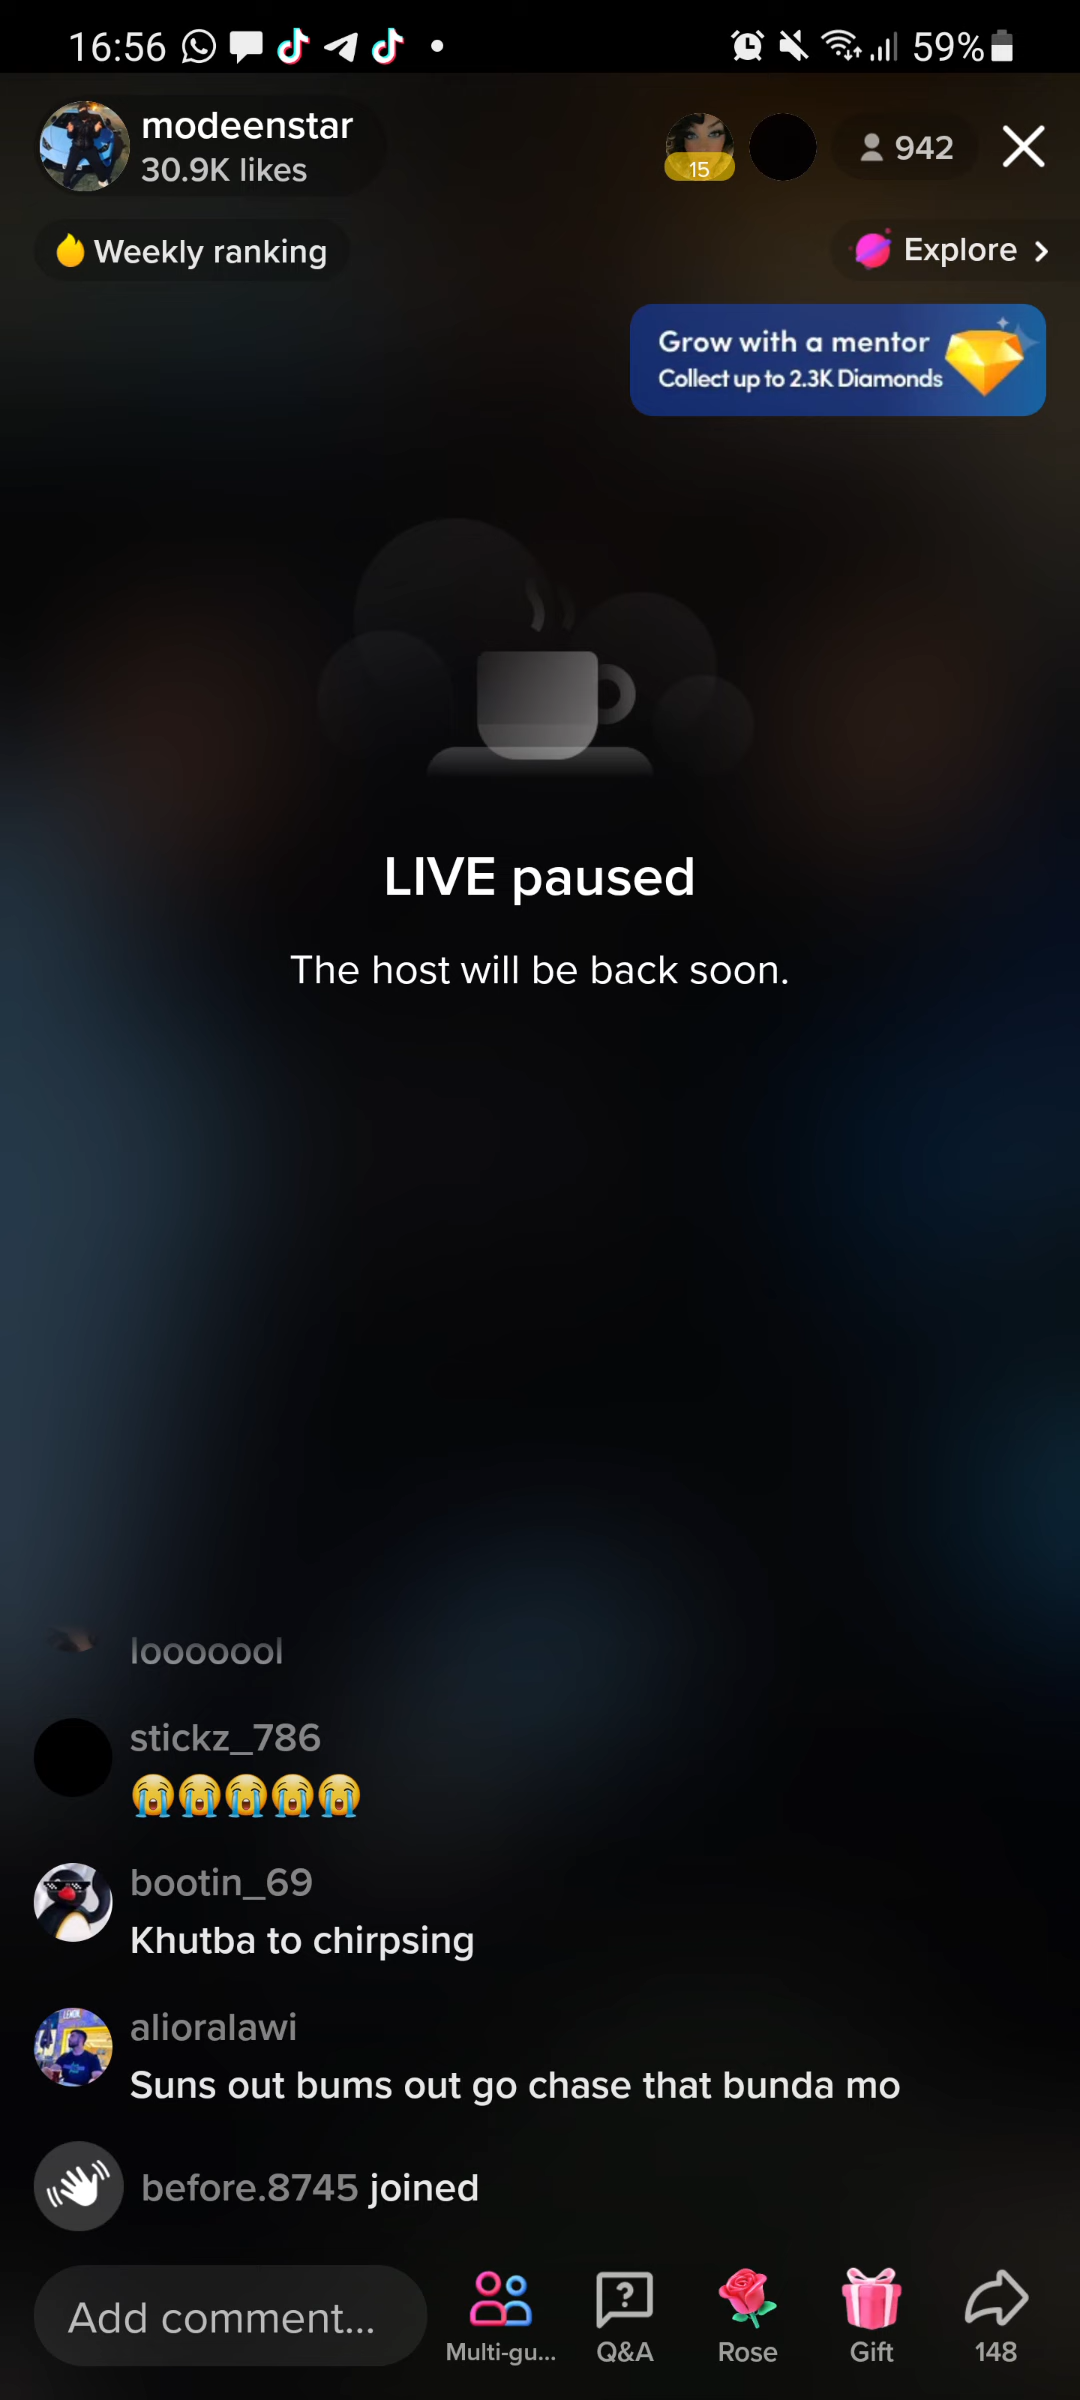 16:56
59%
modeenstar
30.9K likes
15
942
Weekly ranking
Explore
Grow with a mentor
Collect up to 2.3K Diamonds
LIVE paused
The host will be back soon.
looooool
stickz_786
😭😭😭😭😭
bootin_69
Khutba to chirpsing
alioralawi
Suns out bums out go chase that bunda mo
before.8745 joined
Add comment...
Multi-gu...
Q&A
Rose
Gift
148